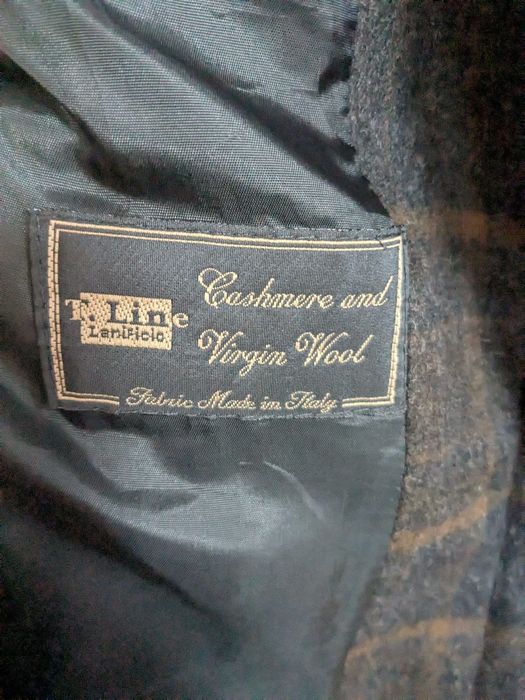 T. Line
Lanificio
Cashmere and
Virgin Wool
Fabric Made in Italy